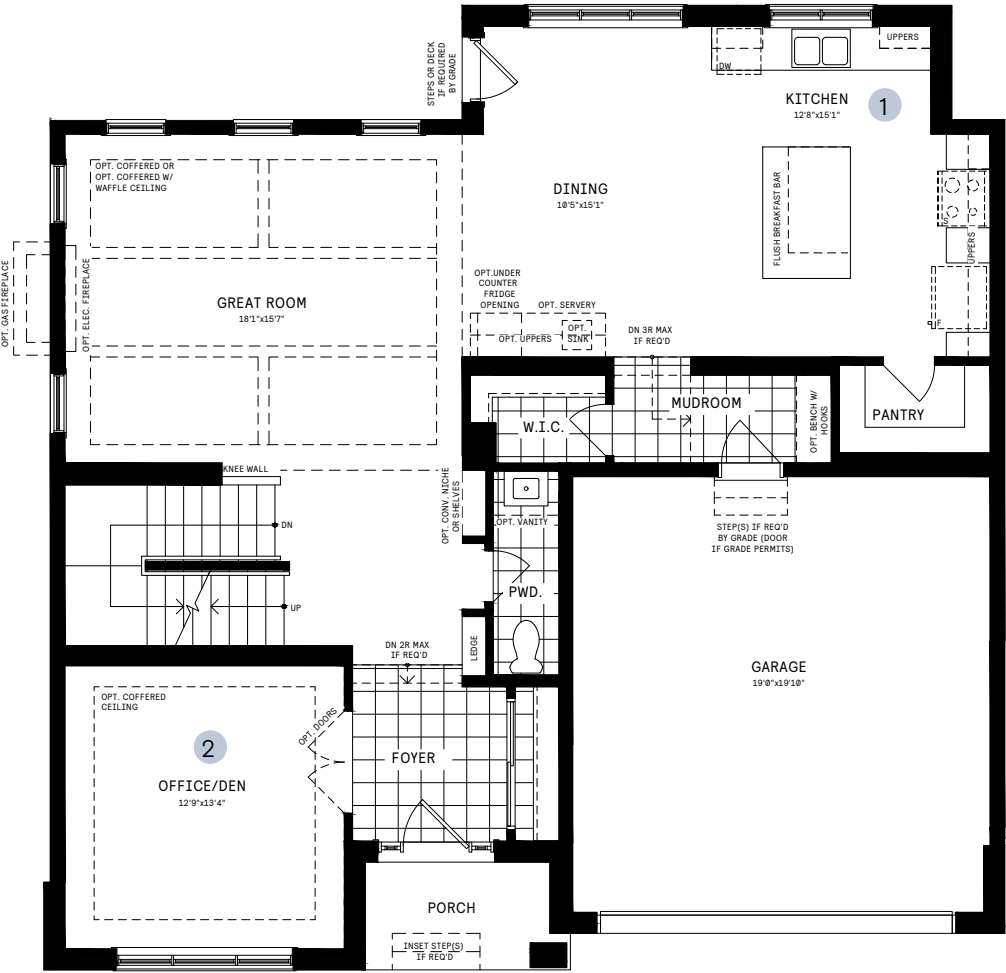 STEPS OR DECK
IF REQUIRED
BY GRADE
DW
UPPERS
KITCHEN
12'8"x15'1"
1
OPT. COFFERED OR
OPT. COFFERED W/
WAFFLE CEILING
DINING
10'5"x15'1"
FLUSH BREAKFAST BAR
S
UPPERS
F
OPT. GAS FIREPLACE
OPT. ELEC. FIREPLACE
GREAT ROOM
18'1"x15'7"
OPT.UNDER
COUNTER
FRIDGE
OPENING
OPT. SERVERY
OPT. UPPERS
OPT.
SINK
DN 3R MAX
IF REQ'D
W.I.C.
MUDROOM
OPT. BENCH W/
HOOKS
PANTRY
KNEE WALL
OPT. CONV. NICHE
OR SHELVES
DN
UP
OPT. VANITY
PWD.
STEP(S) IF REQ'D
BY GRADE (DOOR
IF GRADE PERMITS)
DN 2R MAX
IF REQ'D
LEDGE
GARAGE
19'0"x19'10"
OPT. COFFERED
CEILING
2
OFFICE/DEN
12'9"x13'4"
OPT. DOORS
FOYER
PORCH
INSET STEP(S)
IF REQ'D